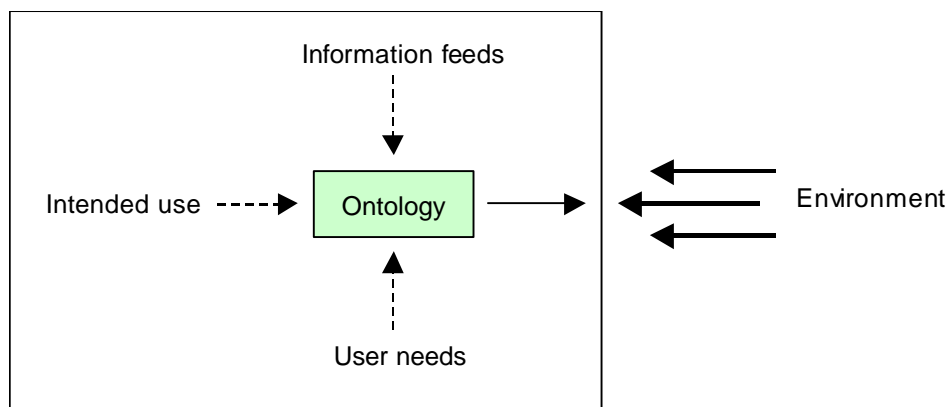 Information feeds
Intended use
Ontology
Environment
User needs